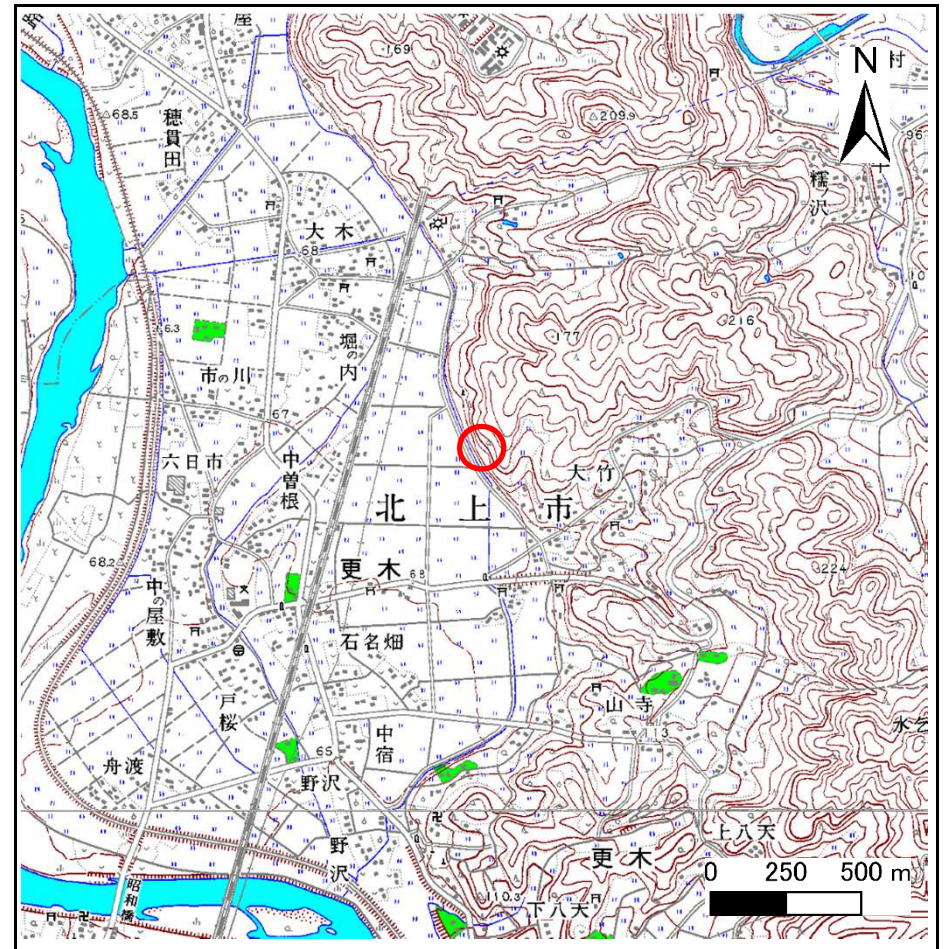 169
村
N
穂貫田
68.5
209.9
96
糯沢
大木
68
216
177
63
堀の内
市の川
67
六日市
中曽根
大竹
北上市
68.2
更木
68
224
中の屋敷
石名畑
戸桜
山寺
113
中宿
65
舟渡
野沢
上八天
野沢
更木
0 250 500 m
昭和橋
110.3
下八天